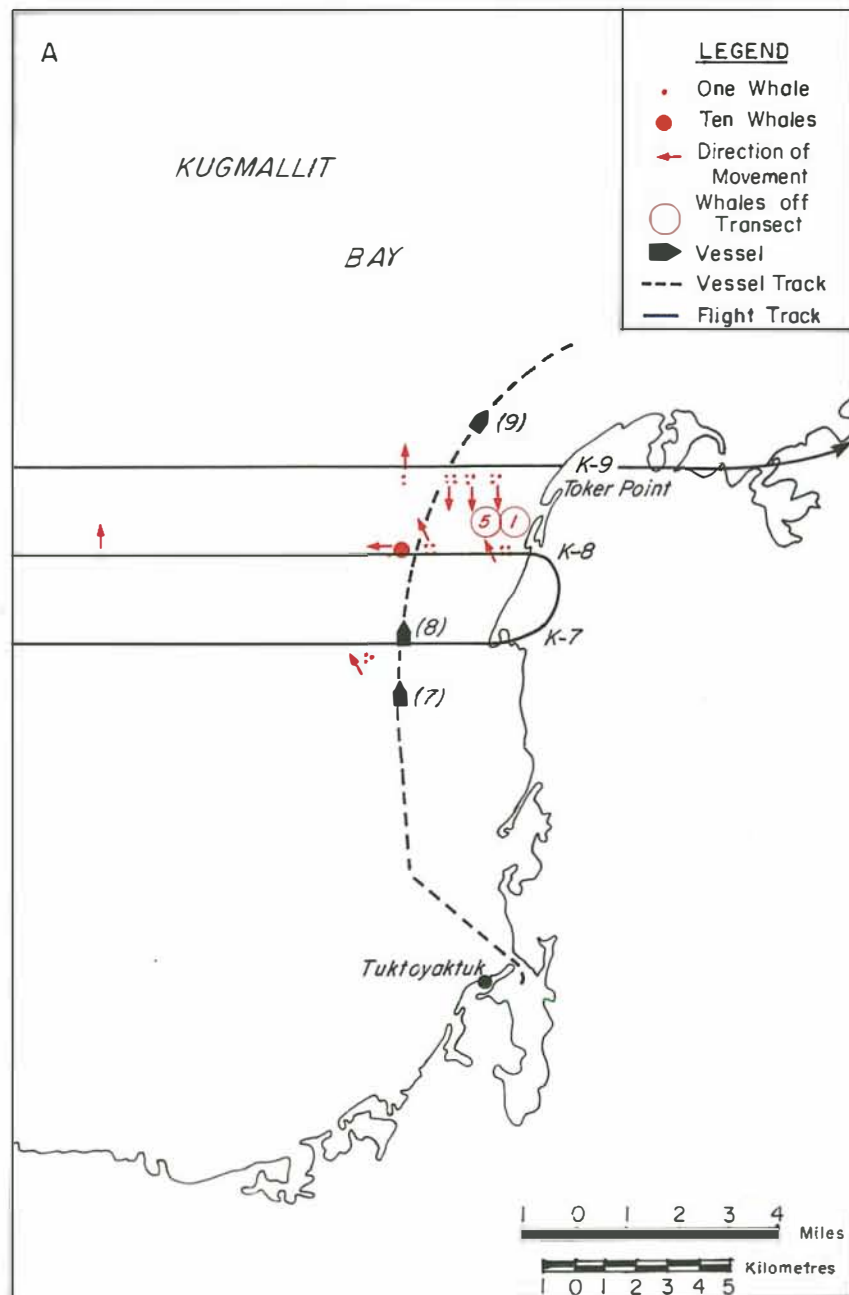 A
LEGEND
One Whale
Ten Whales
Direction of
Movement
Whales off
Transect
Vessel
Vessel Track
Flight Track
KUGMALLIT
BAY
(9)
K-9
Toker Point
5 1
K-8
(8)
K-7
(7)
Tuktoyaktuk
1 0 1 2 3 4
Miles
Kilometres
1 0 1 2 3 4 5